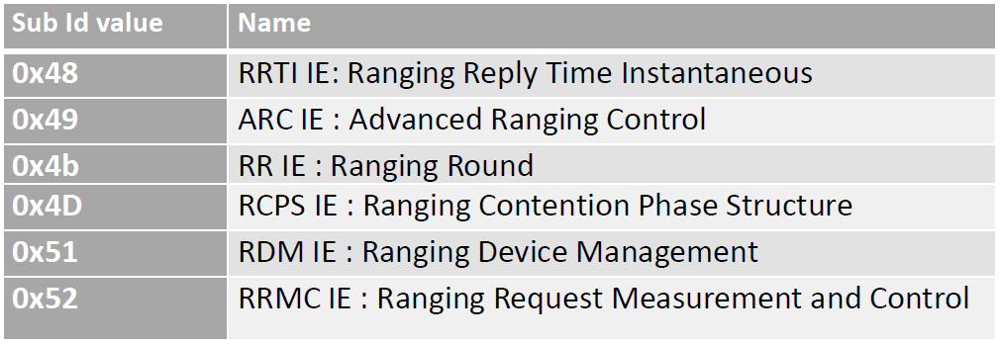 Sub Id value Name
0x48 RRTI IE: Ranging Reply Time Instantaneous
0x49 ARC IE : Advanced Ranging Control
0x4b RR IE : Ranging Round
0x4D RCPS IE : Ranging Contention Phase Structure
0x51 RDM IE : Ranging Device Management
0x52 RRMC IE : Ranging Request Measurement and Control